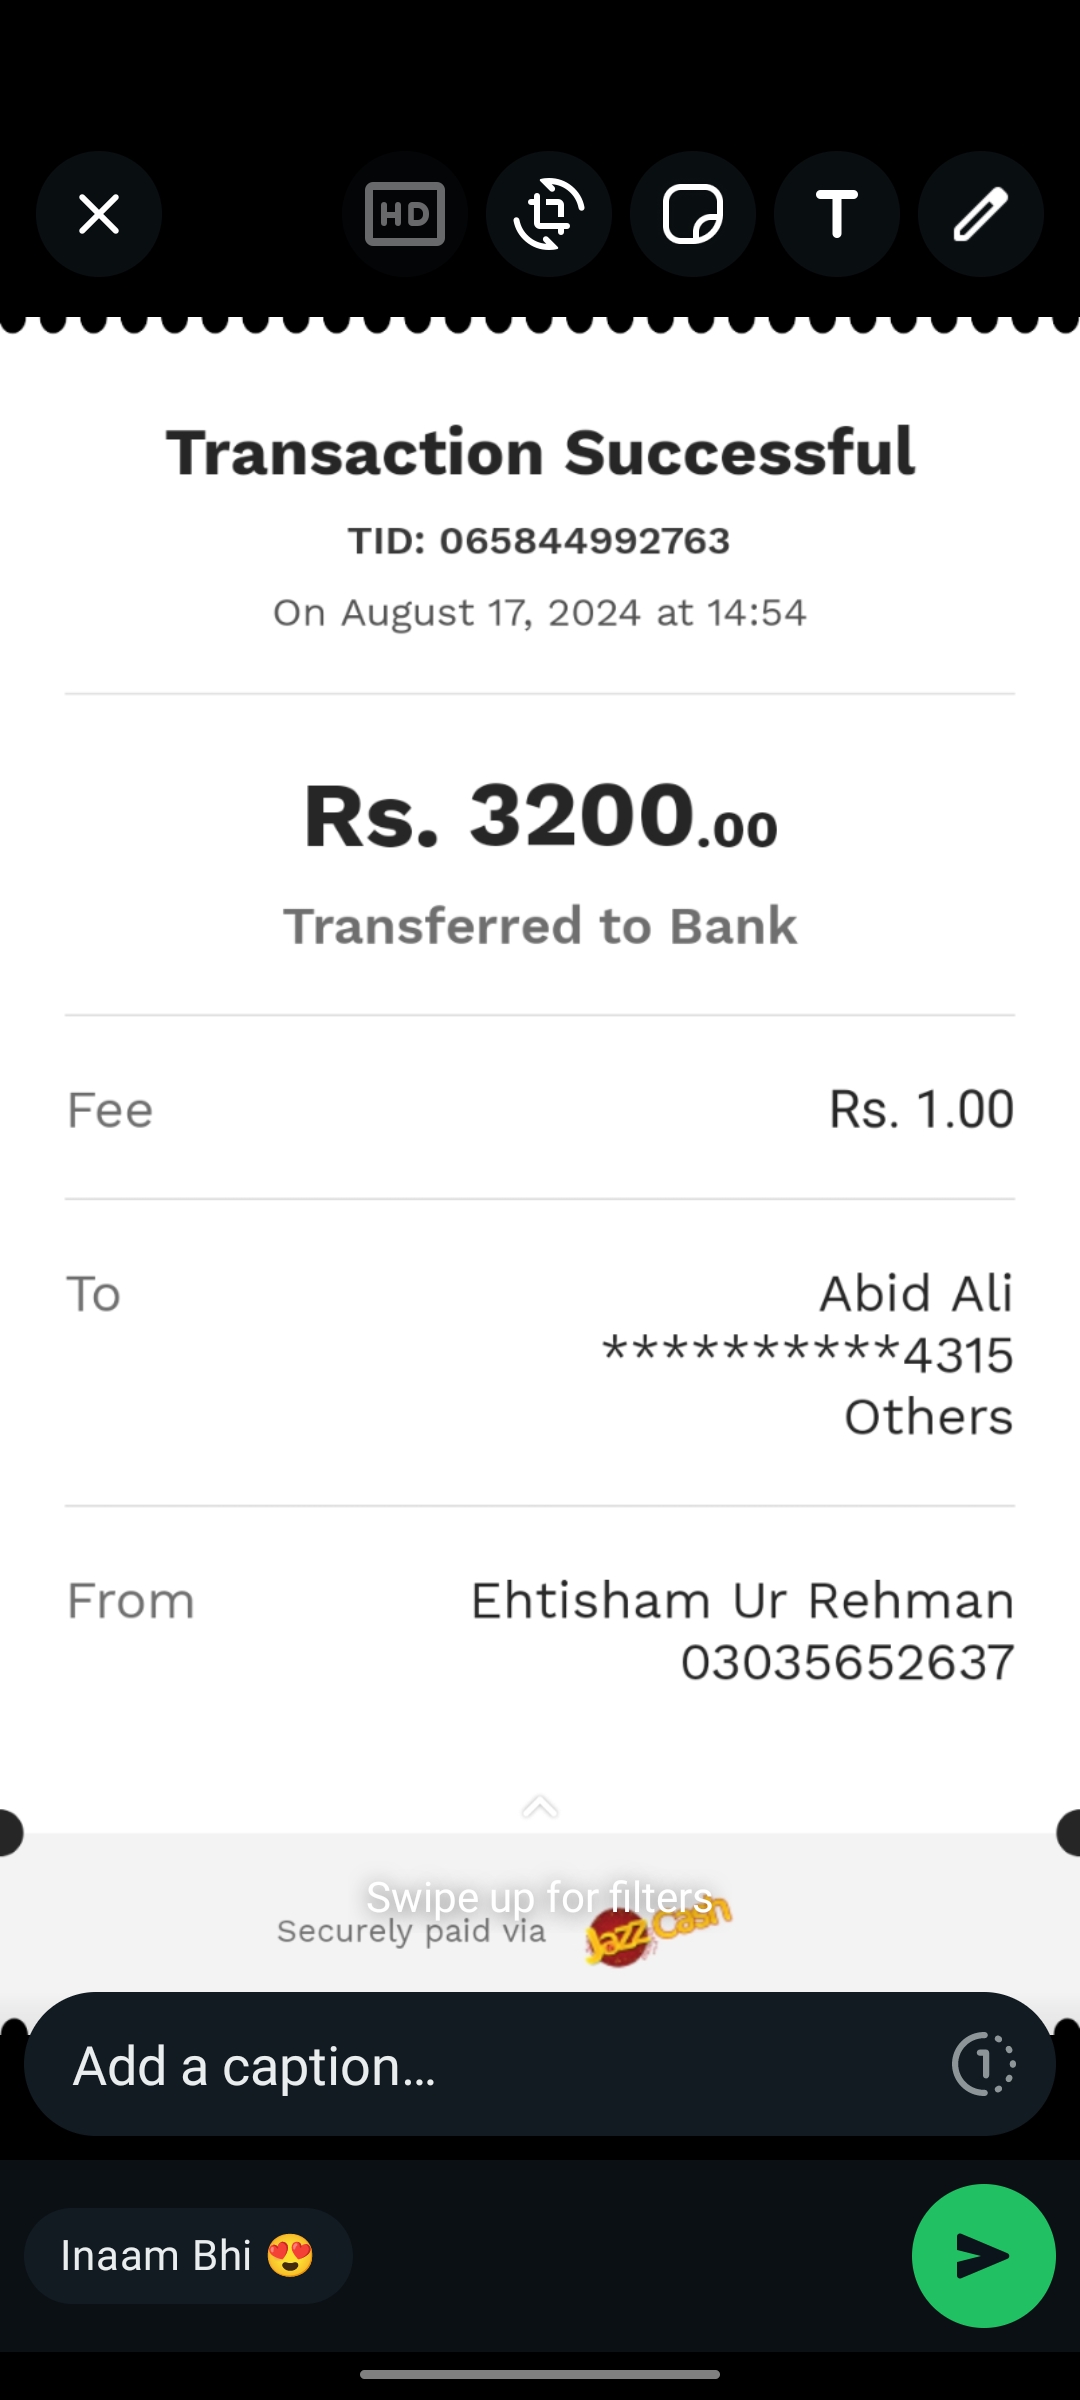 HD
T
Transaction Successful
TID: 065844992763
On August 17, 2024 at 14:54
Rs. 3200.00
Transferred to Bank
Fee Rs. 1.00
To Abid Ali
**********4315
Others
From Ehtisham Ur Rehman
03035652637
Swipe up for filters
Securely paid via JazzCash
Add a caption...
1
Inaam Bhi 😍